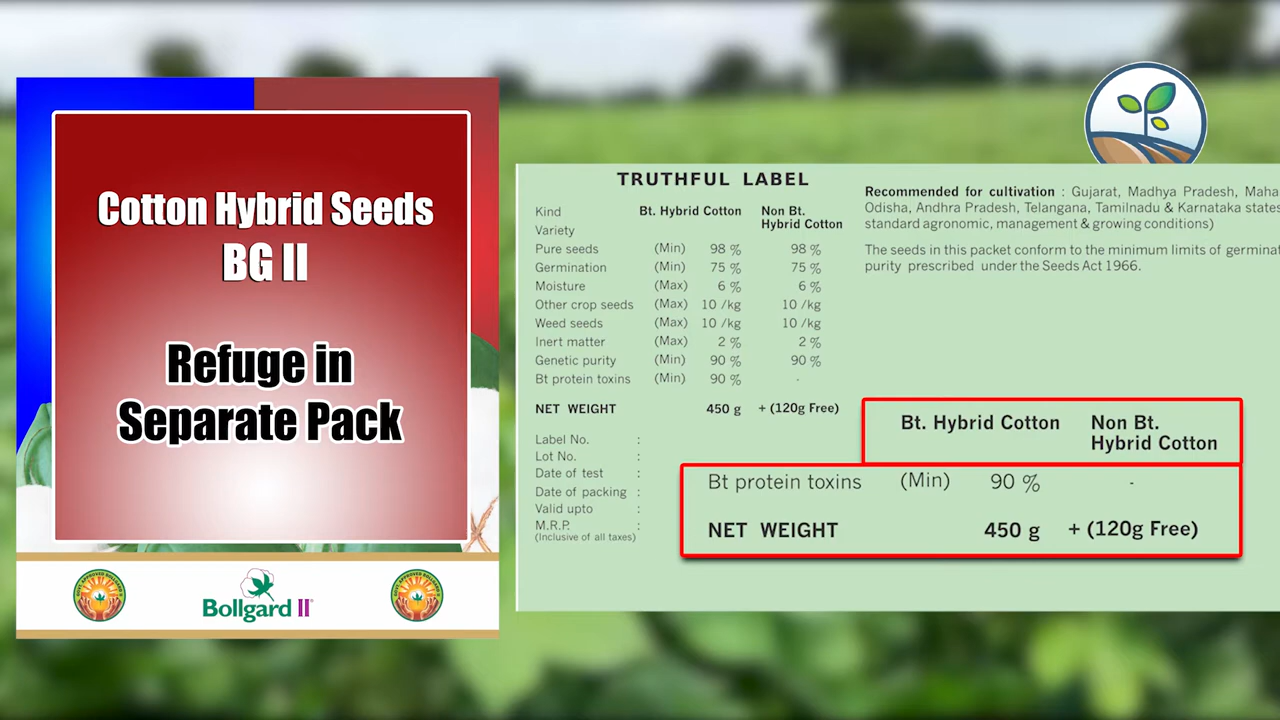 Cotton Hybrid Seeds
BG II
Refuge in
Separate Pack
Bollgard II®
TRUTHFUL LABEL
Kind Bt. Hybrid Cotton Non Bt.
Hybrid Cotton
Variety
Pure seeds (Min) 98 % 98 %
Germination (Min) 75 % 75 %
Moisture (Max) 6 % 6 %
Other crop seeds (Max) 10 /kg 10 /kg
Weed seeds (Max) 10 /kg 10 /kg
Inert matter (Max) 2 % 2 %
Genetic purity (Min) 90 % 90 %
Bt protein toxins (Min) 90 % -
NET WEIGHT 450 g + (120g Free)
Label No. :
Lot No. :
Date of test :
Date of packing :
Valid upto :
M.R.P. :
(Inclusive of all taxes)
Recommended for cultivation : Gujarat, Madhya Pradesh, Maha
Odisha, Andhra Pradesh, Telangana, Tamilnadu & Karnataka states
standard agronomic, management & growing conditions)
The seeds in this packet conform to the minimum limits of germinat
purity prescribed under the Seeds Act 1966.
Bt. Hybrid Cotton Non Bt.
Hybrid Cotton
Bt protein toxins (Min) 90 % -
NET WEIGHT 450 g + (120g Free)